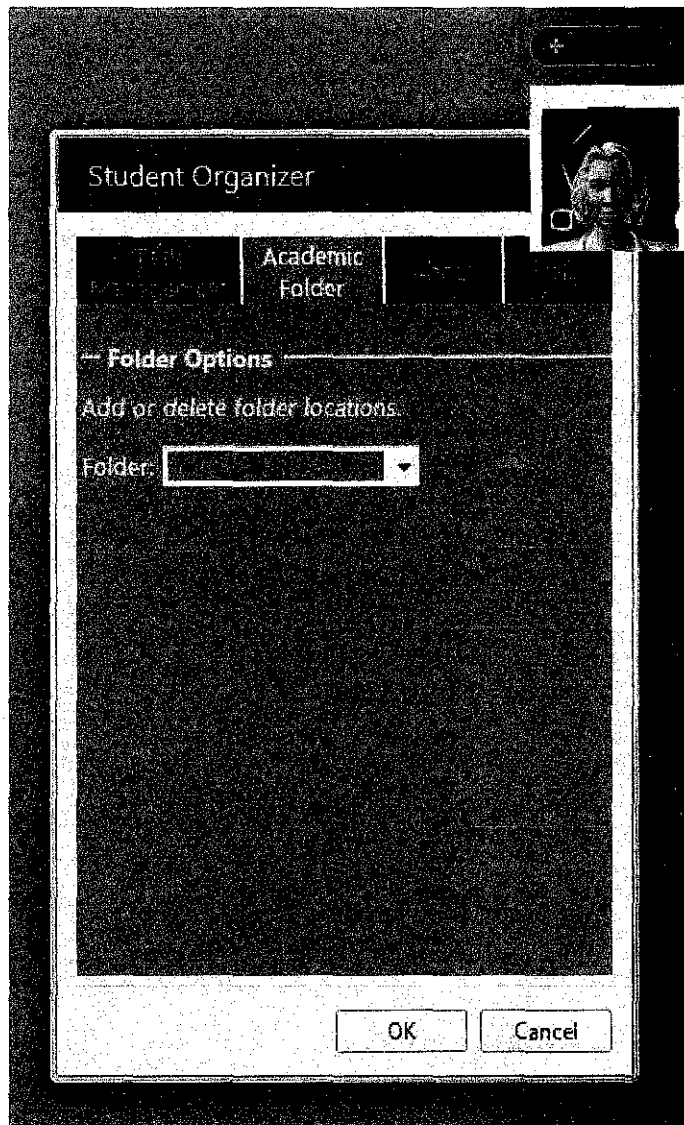 Student Organizer
Academic
Folder
Folder Options
Add or delete folder locations.
Folder:
OK
Cancel